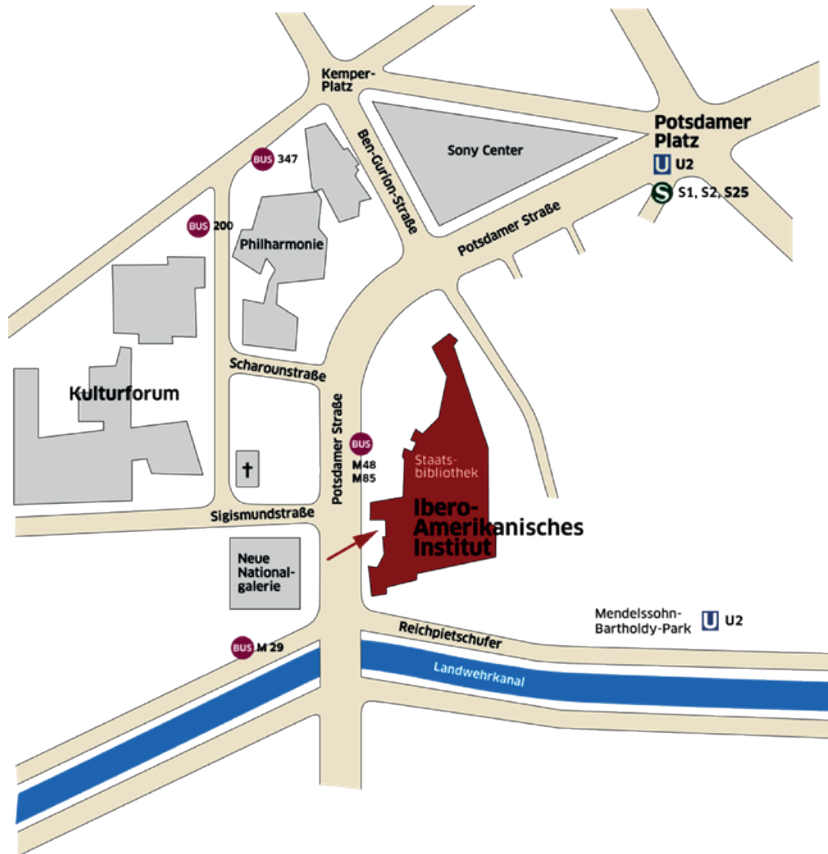 Kemper-
Platz
Potsdamer
Platz
U U2
S S1, S2, S25
Sony Center
Ben-Gurion-Straße
Potsdamer Straße
BUS 347
BUS 200
Philharmonie
Scharounstraße
Kulturforum
Potsdamer Straße
BUS
M48
M85
Staats-
bibliothek
Ibero-
Amerikanisches
Institut
Sigismundstraße
Neue
National-
galerie
Mendelssohn-
Bartholdy-Park U U2
Reichpietschufer
BUS M 29
Landwehrkanal